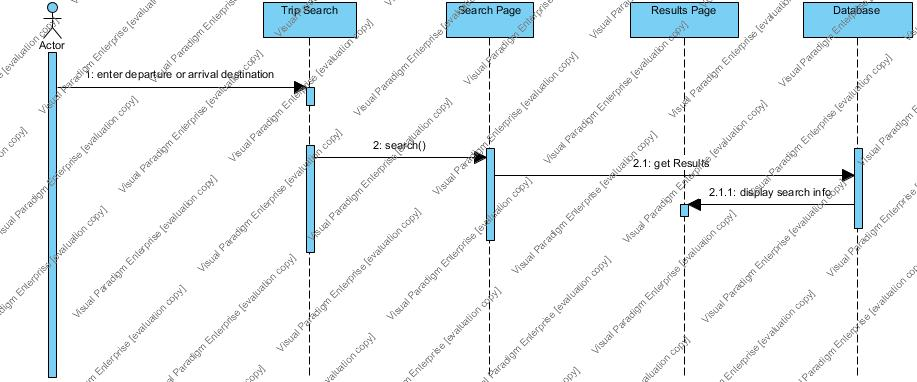 Trip Search
Search Page
Results Page
Database
Actor
1: enter departure or arrival destination
2: search()
2.1: get Results
2.1.1: display search info
Visual Paradigm Enterprise [evaluation copy]